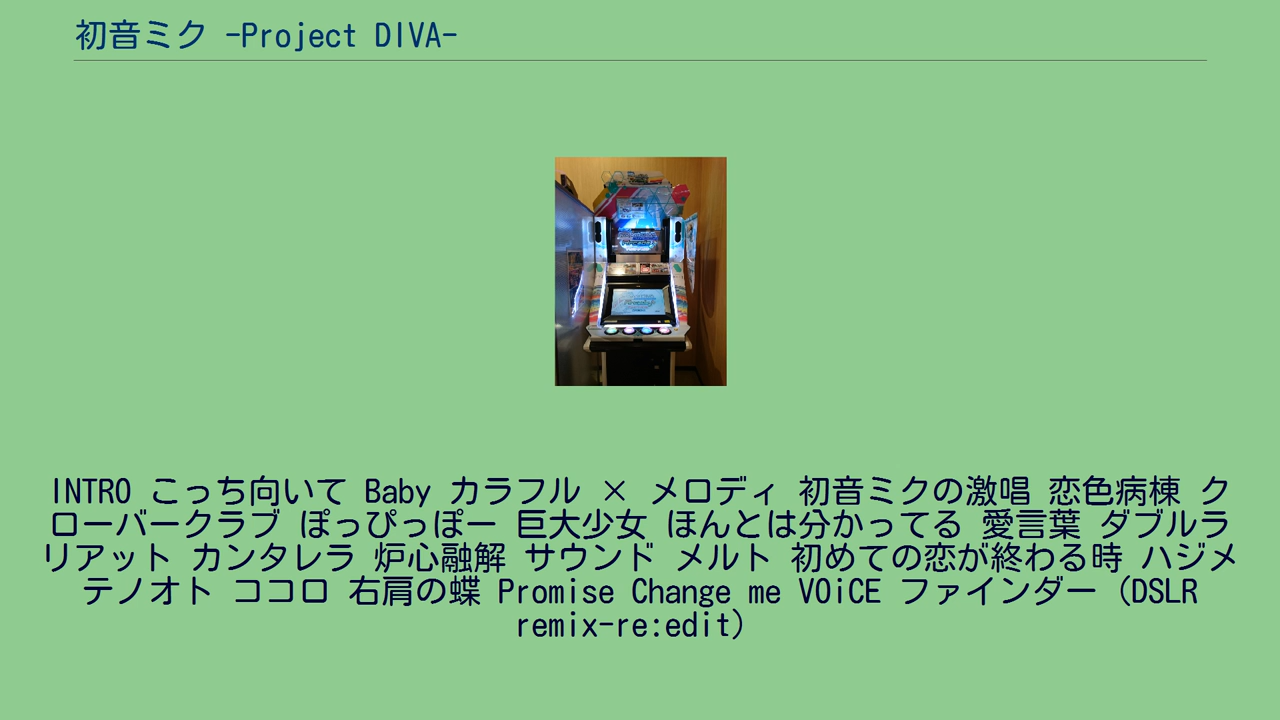 初音ミク -Project DIVA-
INTRO こっち向いて Baby カラフル × メロディ 初音ミクの激唱 恋色病棟 ク
ローバークラブ ぽっぴっぽー 巨大少女 ほんとは分かってる 愛言葉 ダブルラ
リアット カンタレラ 炉心融解 サウンド メルト 初めての恋が終わる時 ハジメ
テノオト ココロ 右肩の蝶 Promise Change me VOiCE ファインダー (DSLR
remix-re:edit)